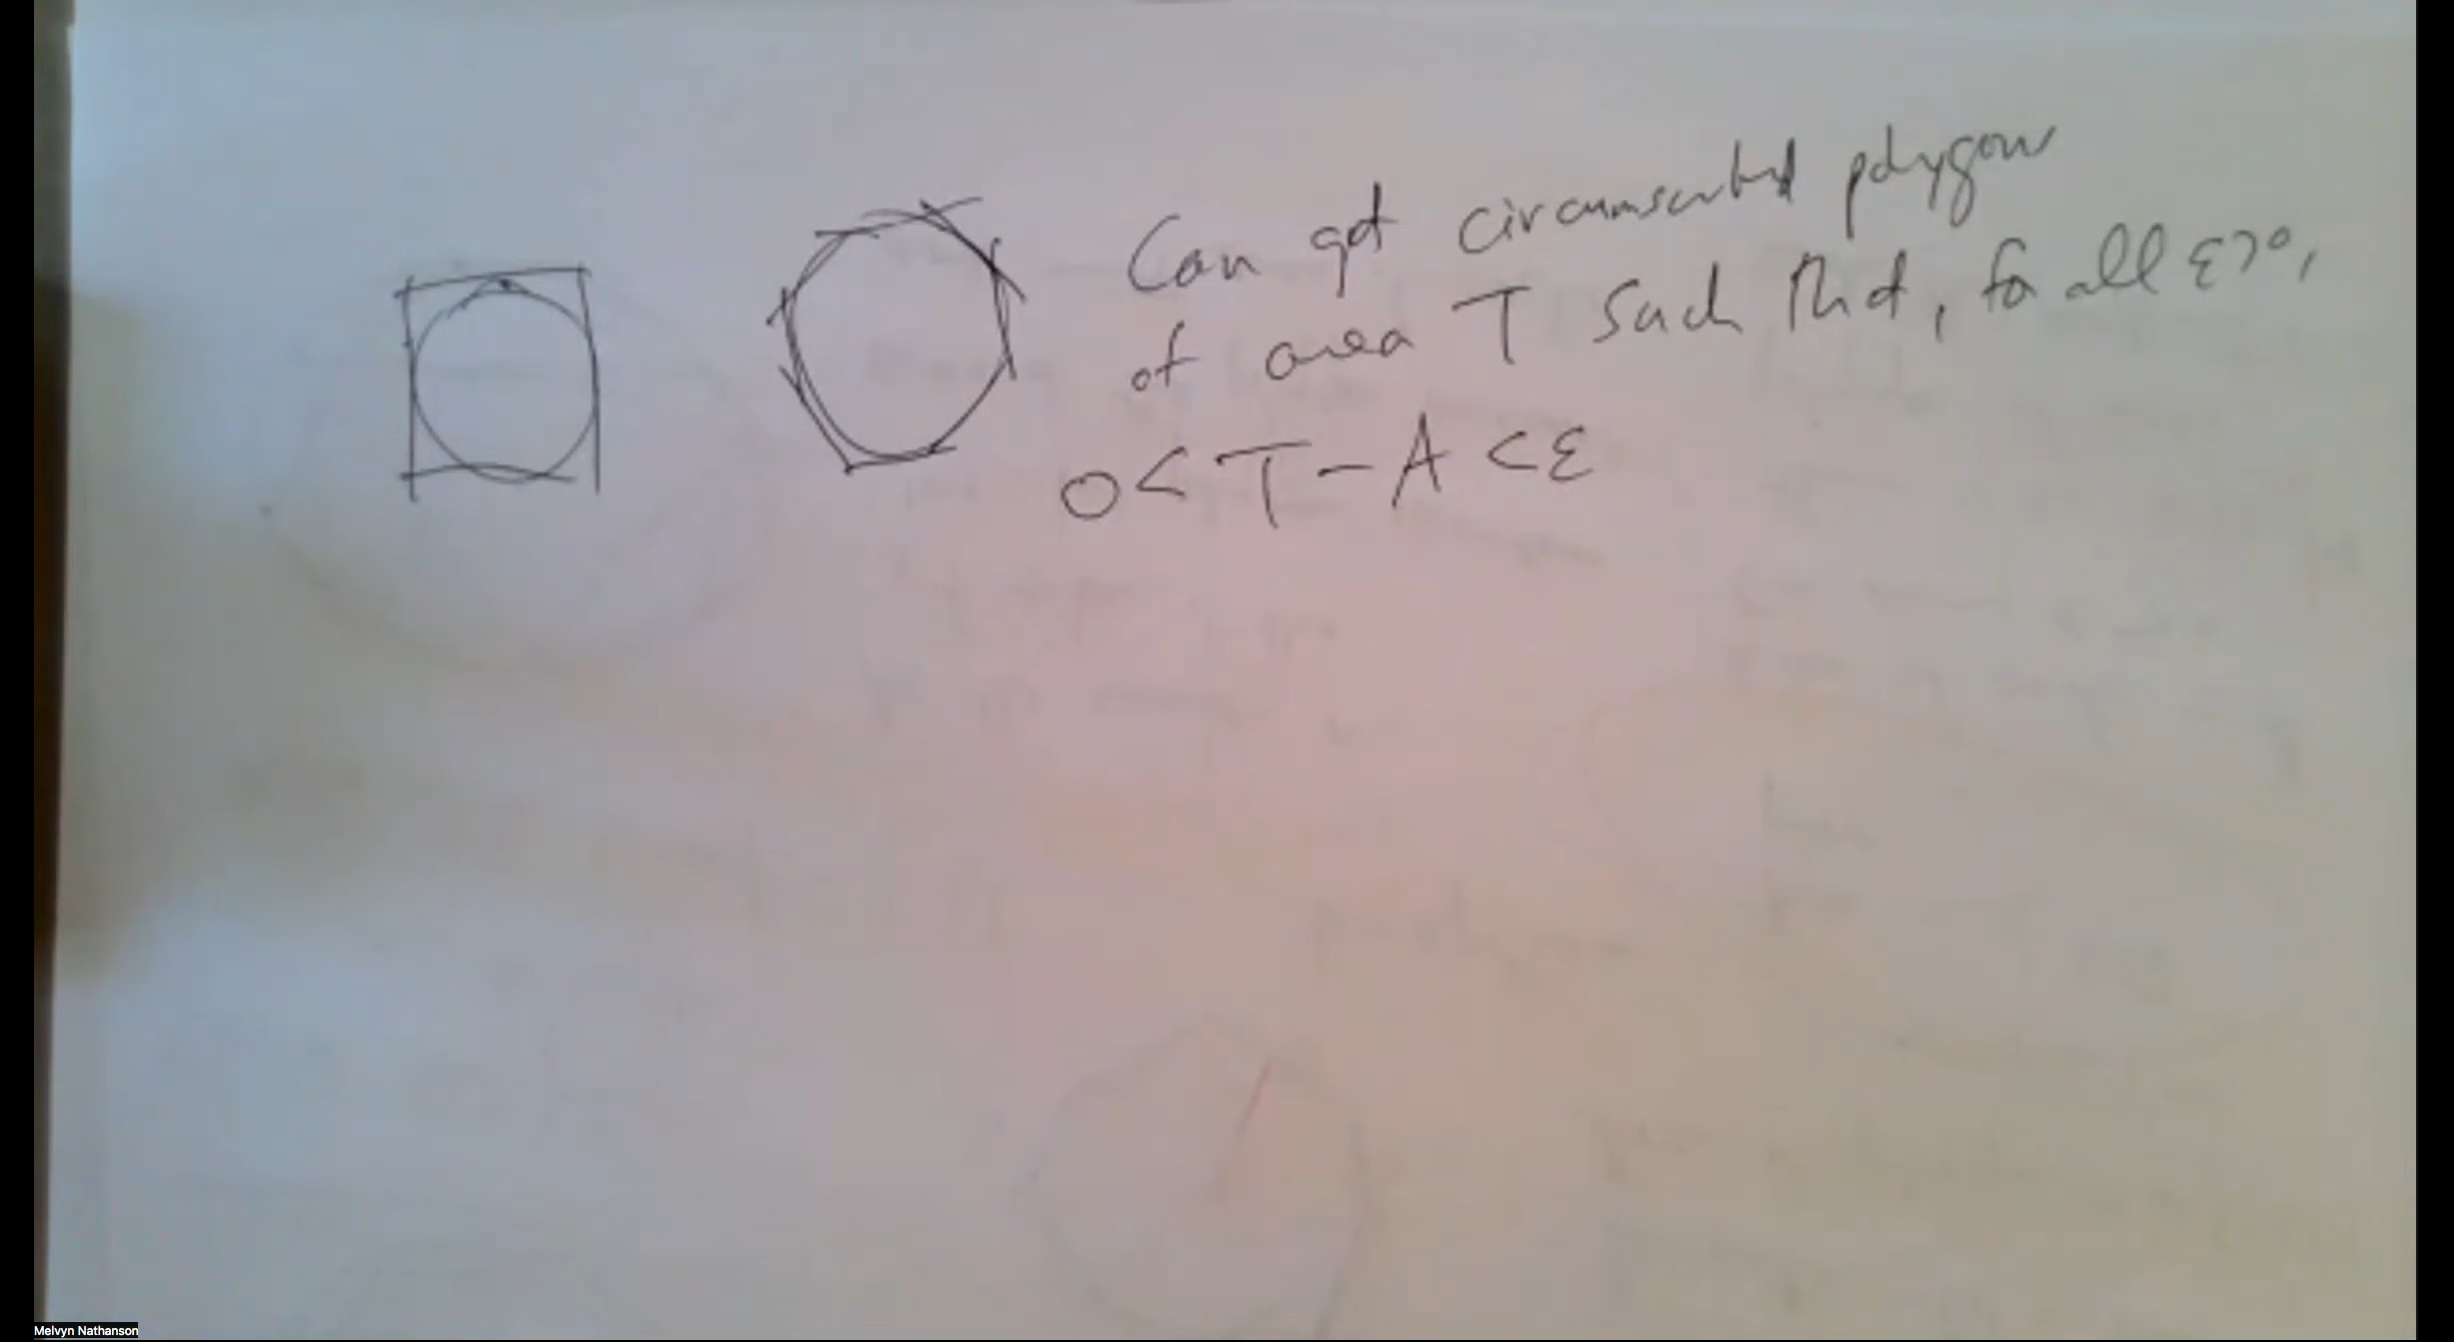 Can get circumscribed polygon
of area T such that, for all ε>0,
0 < T - A < ε
Melvyn Nathanson